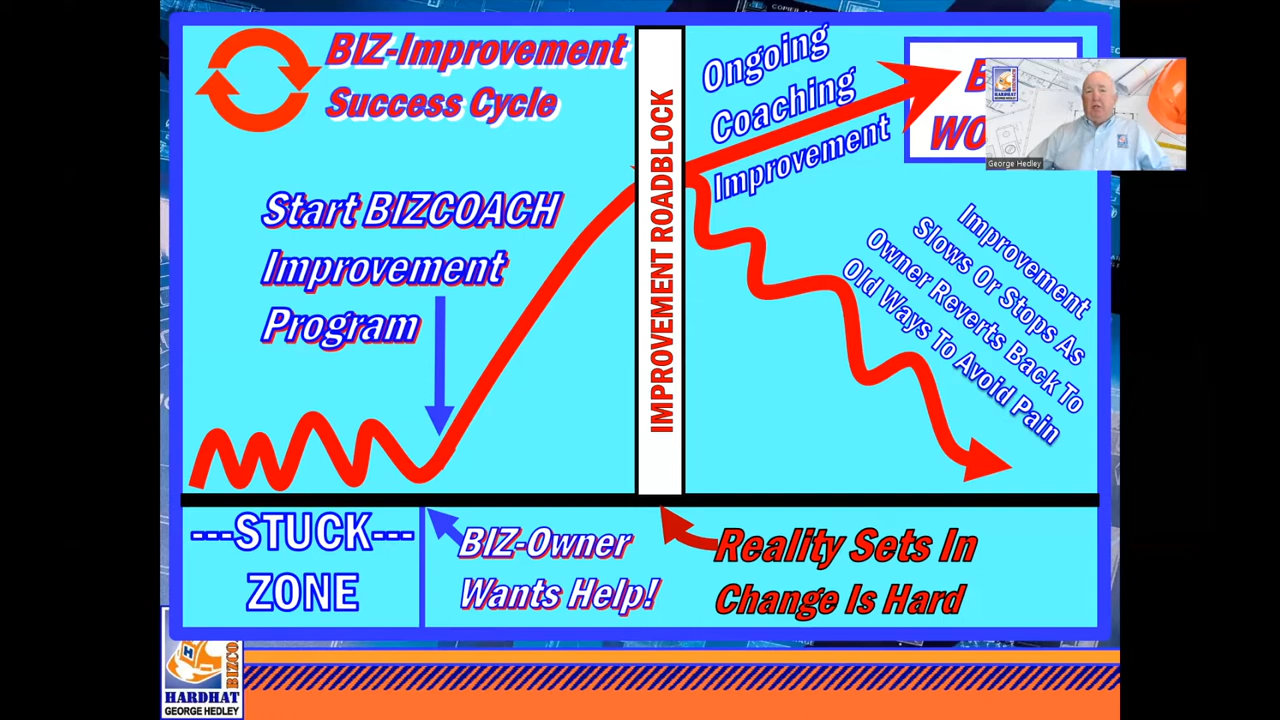 BIZ-Improvement
Success Cycle
Start BIZCOACH
Improvement
Program
IMPROVEMENT ROADBLOCK
Ongoing
Coaching
Improvement
George Hedley
Improvement
Slows Or Stops As
Owner Reverts Back To
Old Ways To Avoid Pain
---STUCK---
ZONE
BIZ-Owner
Wants Help!
Reality Sets In
Change Is Hard
HARDHAT
GEORGE HEDLEY